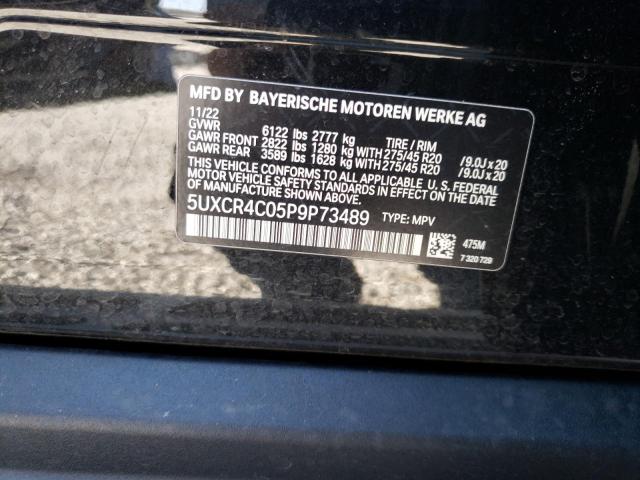 MFD BY BAYERISCHE MOTOREN WERKE AG
11/22
GVWR 6122 lbs 2777 kg TIRE / RIM
GAWR FRONT 2822 lbs 1280 kg WITH 275/45 R20 /9.0J x 20
GAWR REAR 3589 lbs 1628 kg WITH 275/45 R20 /9.0J x 20
THIS VEHICLE CONFORMS TO ALL APPLICABLE U.S. FEDERAL
MOTOR VEHICLE SAFETY STANDARDS IN EFFECT ON THE DATE
OF MANUFACTURE SHOWN ABOVE.
5UXCR4C05P9P73489 TYPE: MPV
475M
7 320 729